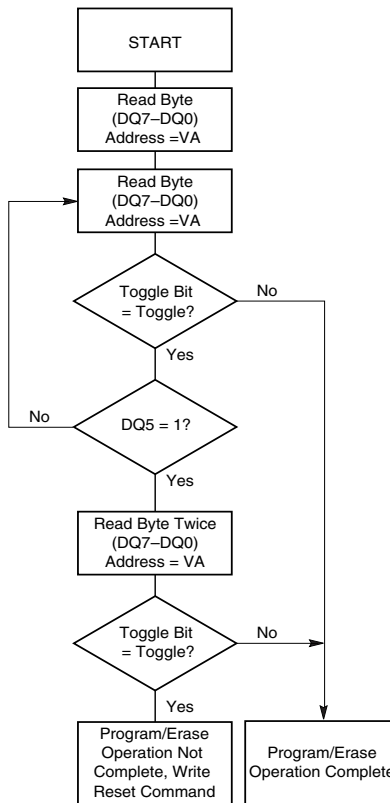 START
Read Byte
(DQ7–DQ0)
Address =VA
Read Byte
(DQ7–DQ0)
Address =VA
Toggle Bit
= Toggle?
No
Yes
No
DQ5 = 1?
Yes
Read Byte Twice
(DQ7–DQ0)
Address = VA
Toggle Bit
= Toggle?
No
Yes
Program/Erase
Operation Not
Complete, Write
Reset Command
Program/Erase
Operation Complete